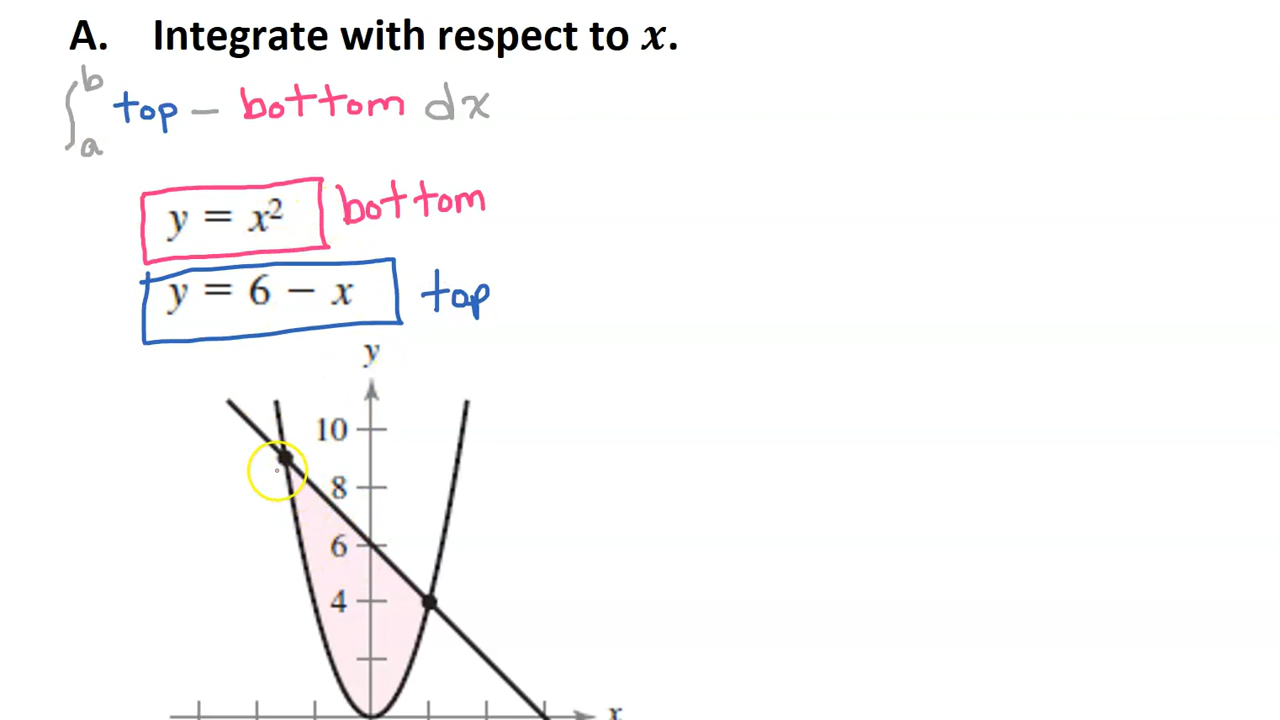 A. Integrate with respect to x.
∫ₐᵇ top - bottom dx
y = x² bottom
y = 6 − x top
y
10
8
6
4
x